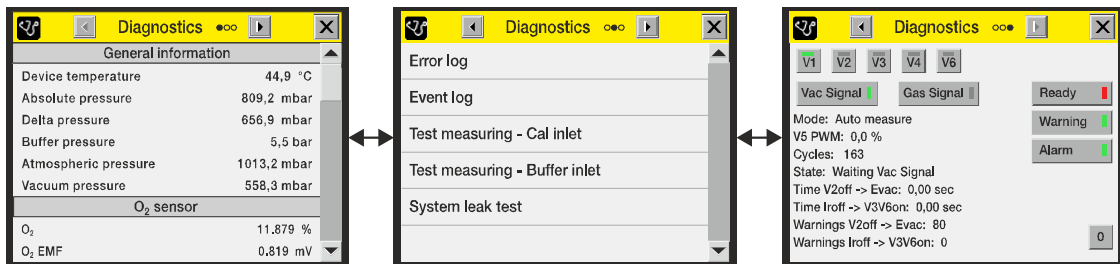 Diagnostics
General information
Device temperature 44,9 °C
Absolute pressure 809,2 mbar
Delta pressure 656,9 mbar
Buffer pressure 5,5 bar
Atmospheric pressure 1013,2 mbar
Vacuum pressure 558,3 mbar
O₂ sensor
O₂ 11.879 %
O₂ EMF 0.819 mV
Diagnostics
Error log
Event log
Test measuring - Cal inlet
Test measuring - Buffer inlet
System leak test
Diagnostics
V1 V2 V3 V4 V6
Vac Signal Gas Signal Ready
Mode: Auto measure Warning
V5 PWM: 0,0 %
Cycles: 163 Alarm
State: Waiting Vac Signal
Time V2off -> Evac: 0,00 sec
Time Iroff -> V3V6on: 0,00 sec
Warnings V2off -> Evac: 80
Warnings Iroff -> V3V6on: 0
0